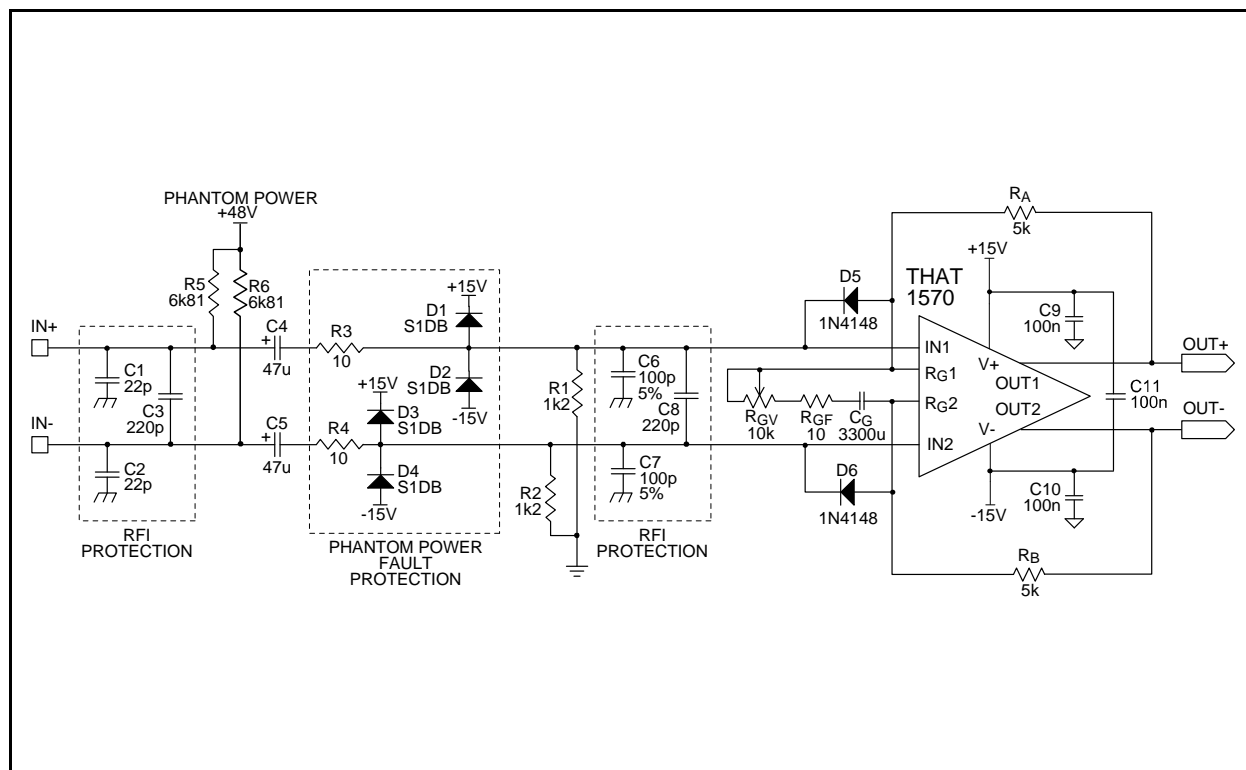 PHANTOM POWER
+48V
R5
6k81
R6
6k81
IN+
C1
22p
C3
220p
IN-
C2
22p
RFI
PROTECTION
C4
+
47u
C5
+
47u
R3
10
R4
10
+15V
D1
S1DB
D2
S1DB
-15V
+15V
D3
S1DB
D4
S1DB
-15V
PHANTOM POWER
FAULT
PROTECTION
R1
1k2
R2
1k2
C6
100p
5%
C8
220p
C7
100p
5%
RFI
PROTECTION
D5
1N4148
RGV
10k
RGF
10
CG
3300u
D6
1N4148
THAT
1570
IN1
RG1
RG2
IN2
V+
OUT1
OUT2
V-
RA
5k
+15V
C9
100n
C11
100n
C10
100n
-15V
RB
5k
OUT+
OUT-